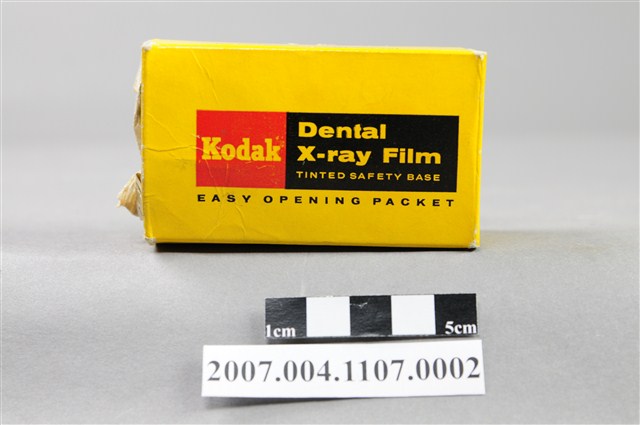 Kodak
Dental
X-ray Film
TINTED SAFETY BASE
EASY OPENING PACKET
1cm 5cm
2007.004.1107.0002